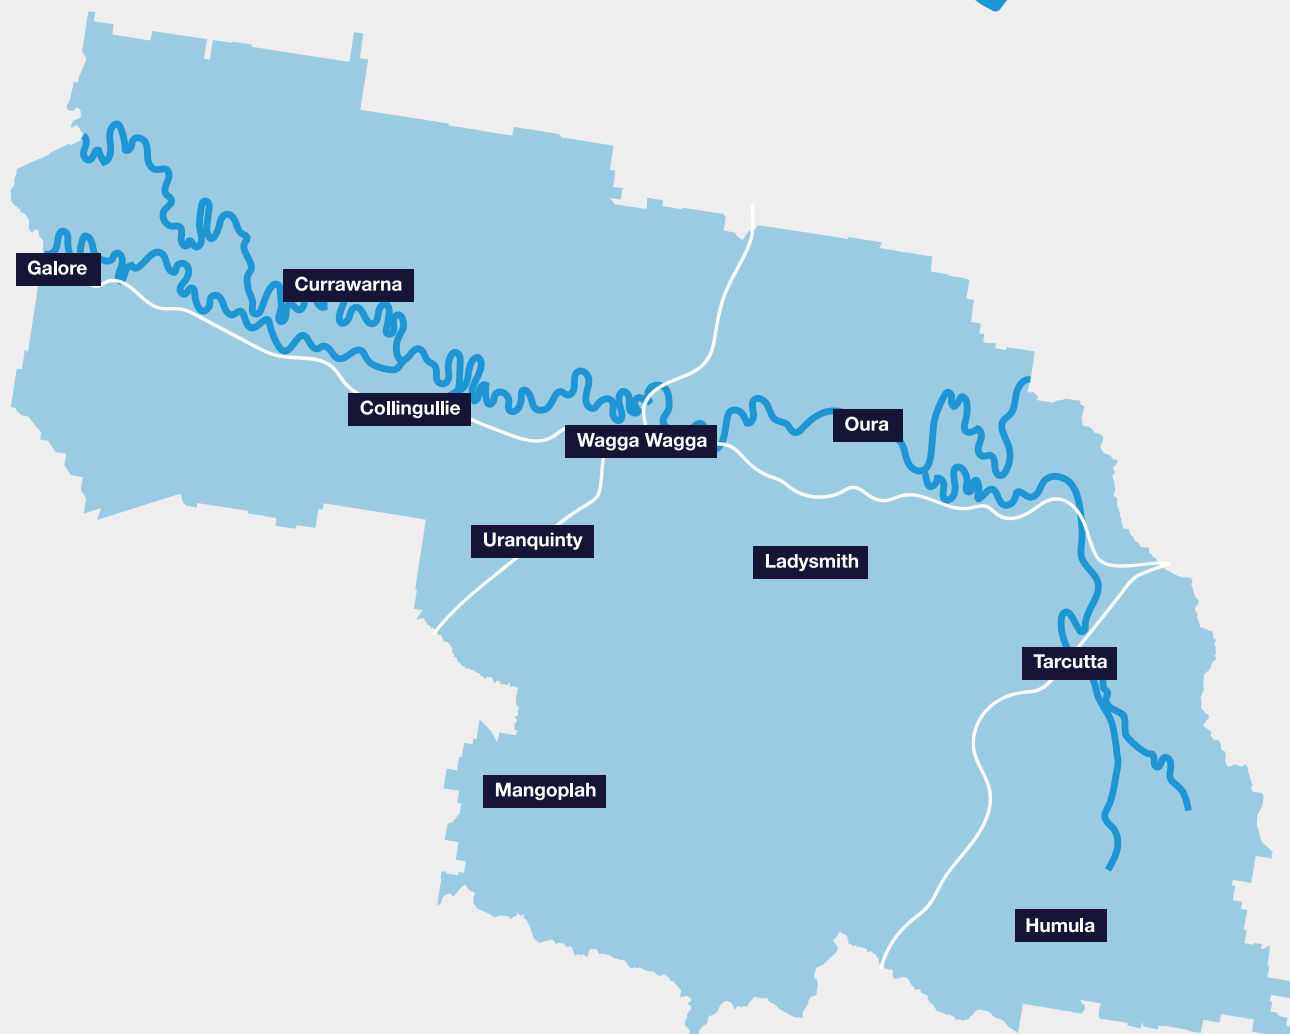 Galore
Currawarna
Collingullie
Oura
Wagga Wagga
Uranquinty
Ladysmith
Tarcutta
Mangoplah
Humula